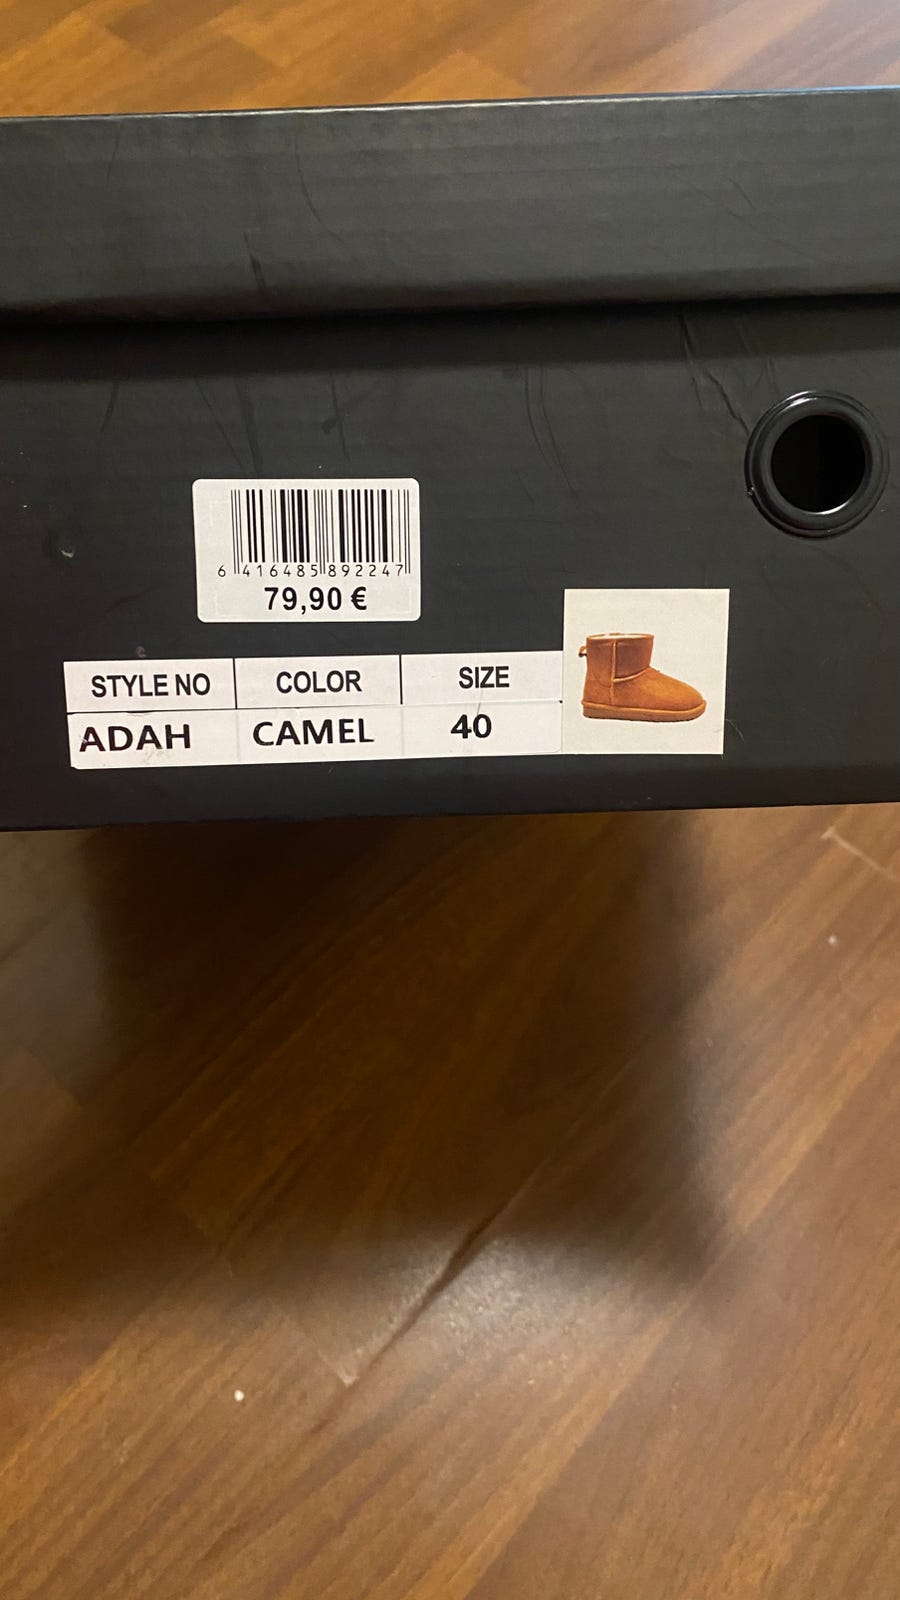 6 416485 892247
79,90 €
STYLE NO COLOR SIZE
ADAH CAMEL 40